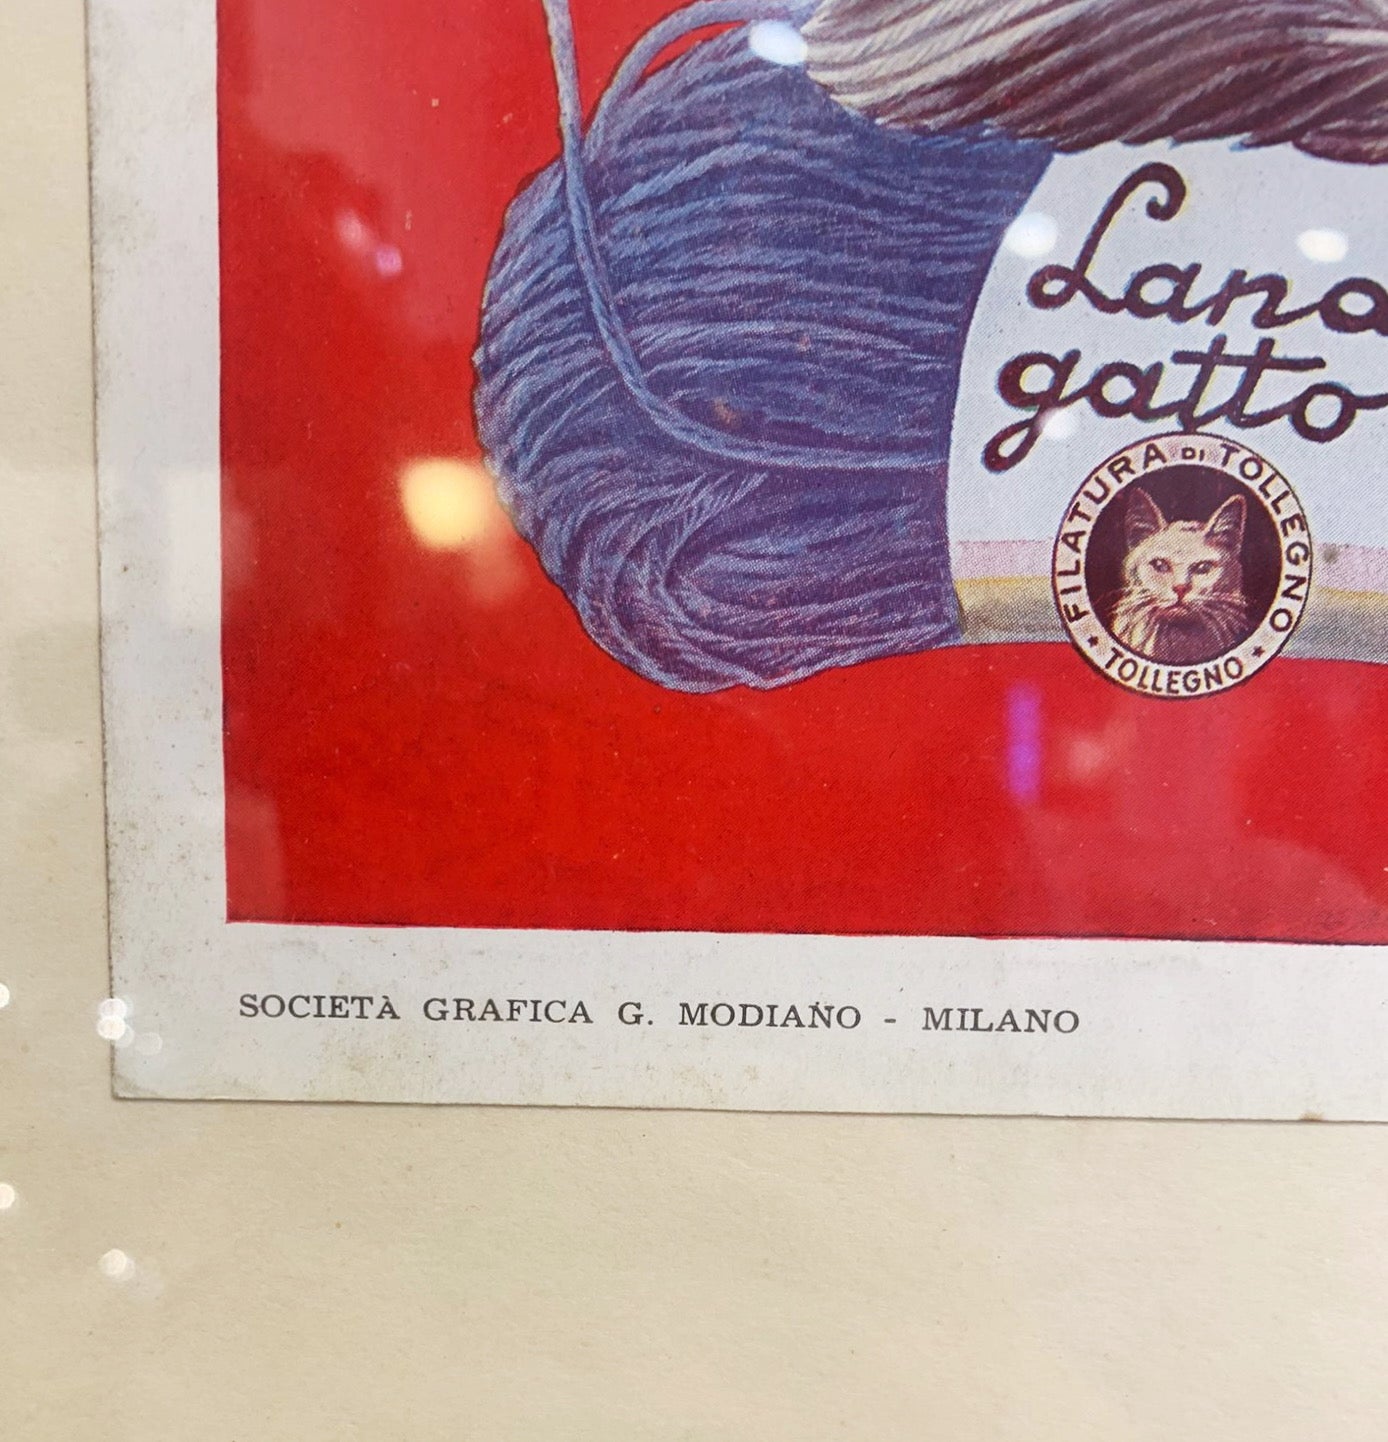 Lana
gatto
FILATURA DI TOLLEGNO
★ TOLLEGNO ★
SOCIETÀ GRAFICA G. MODIANO - MILANO